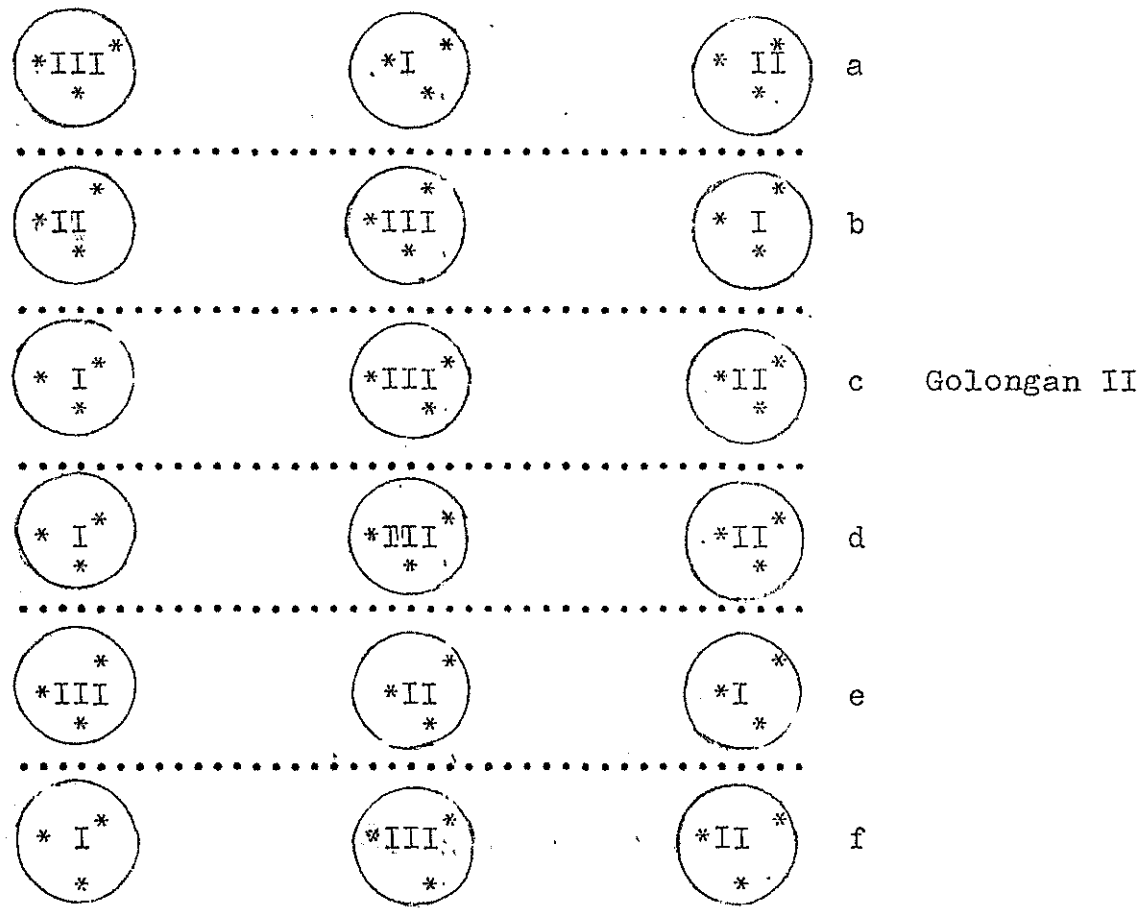 *III* * *I * * * II* * a
*II * * *III * * * I * * b
* I* * *III* * *II * * c Golongan II
* I* * *III * * *II * * d
*III * * *II * * *I * * e
* I* * *III * * *II * * f